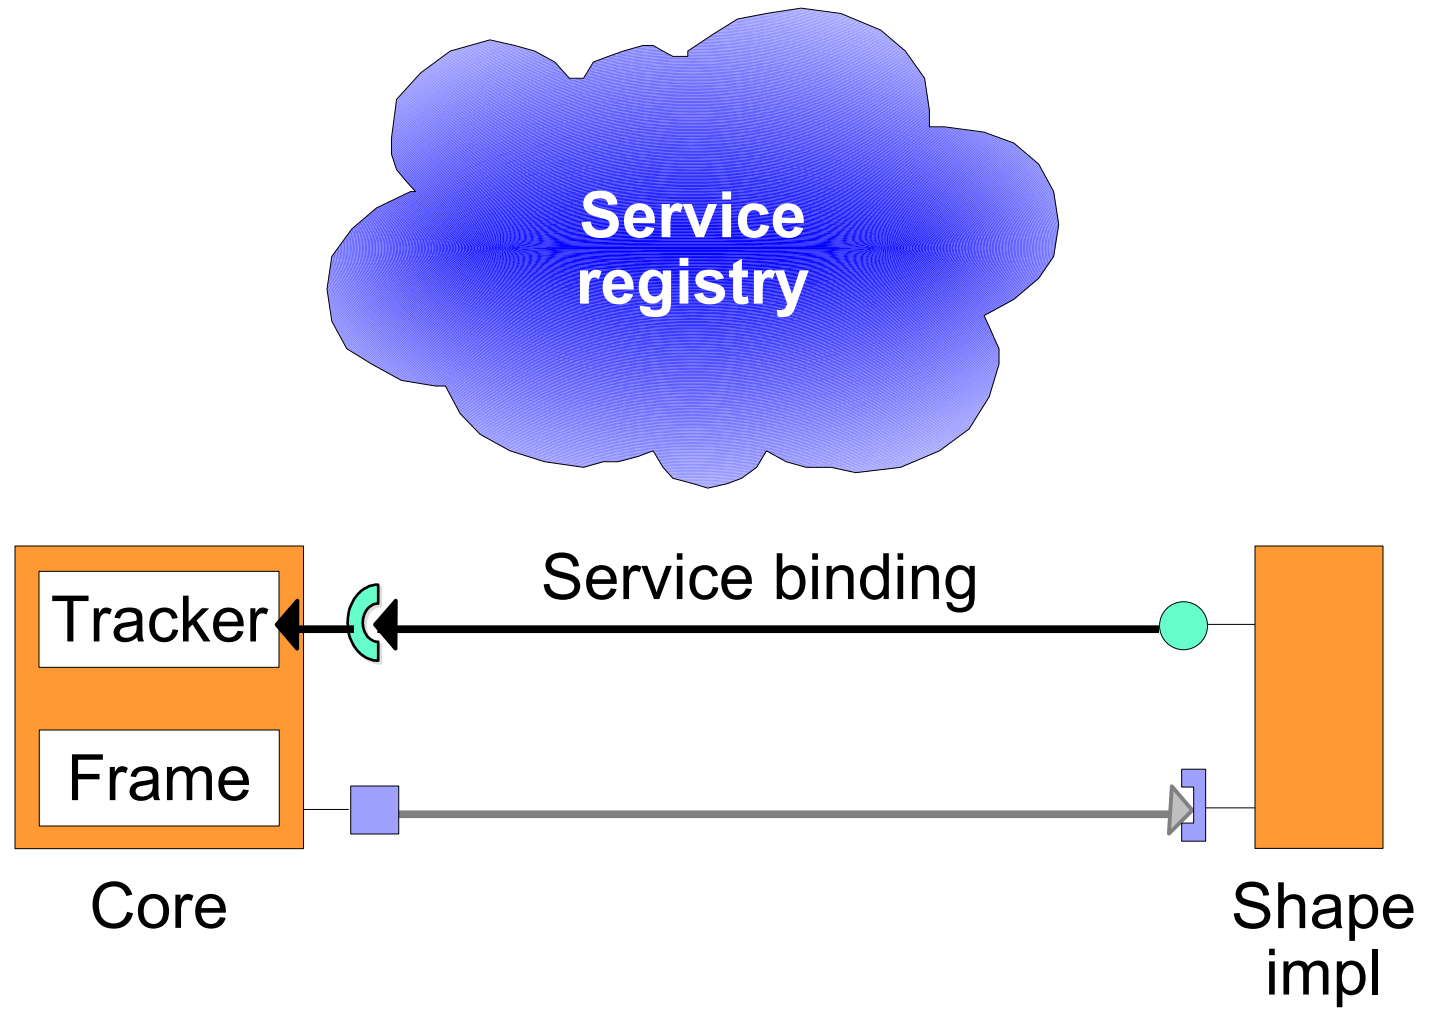 Service
registry
Service binding
Tracker
Frame
Core
Shape
impl